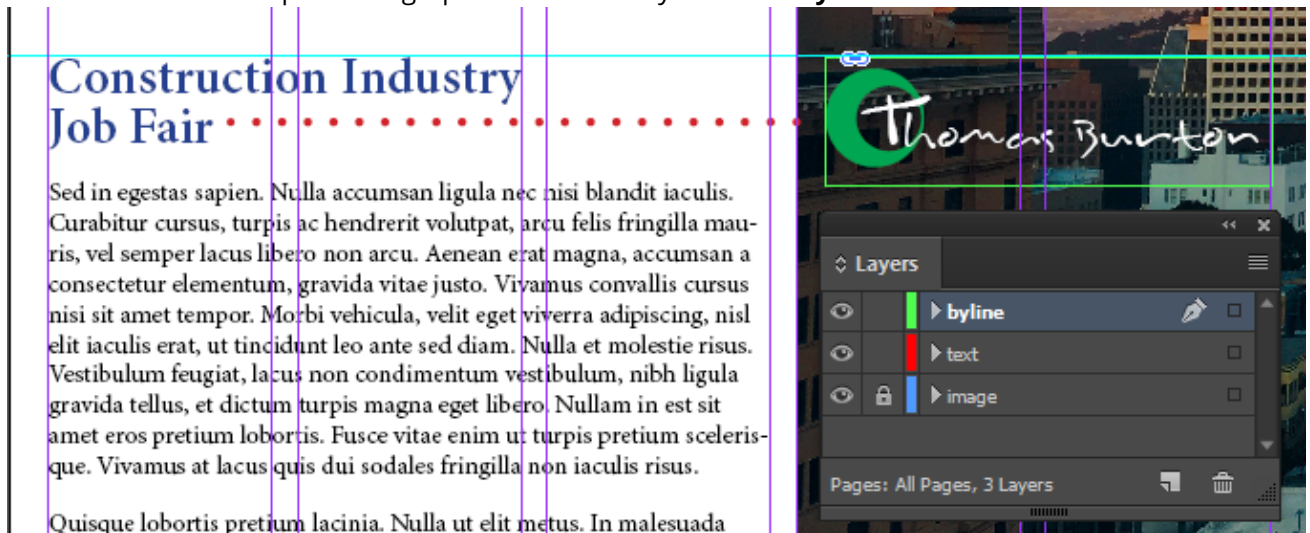 Construction Industry
Job Fair
Sed in egestas sapien. Nulla accumsan ligula nec nisi blandit iaculis.
Curabitur cursus, turpis ac hendrerit volutpat, arcu felis fringilla mau-
ris, vel semper lacus libero non arcu. Aenean erat magna, accumsan a
consectetur elementum, gravida vitae justo. Vivamus convallis cursus
nisi sit amet tempor. Morbi vehicula, velit eget viverra adipiscing, nisl
elit iaculis erat, ut tincidunt leo ante sed diam. Nulla et molestie risus.
Vestibulum feugiat, lacus non condimentum vestibulum, nibh ligula
gravida tellus, et dictum turpis magna eget libero. Nullam in est sit
amet eros pretium lobortis. Fusce vitae enim ut turpis pretium sceleris-
que. Vivamus at lacus quis dui sodales fringilla non iaculis risus.
Quisque lobortis pretium lacinia. Nulla ut elit metus. In malesuada
Thomas Burton
Layers
byline
text
image
Pages: All Pages, 3 Layers